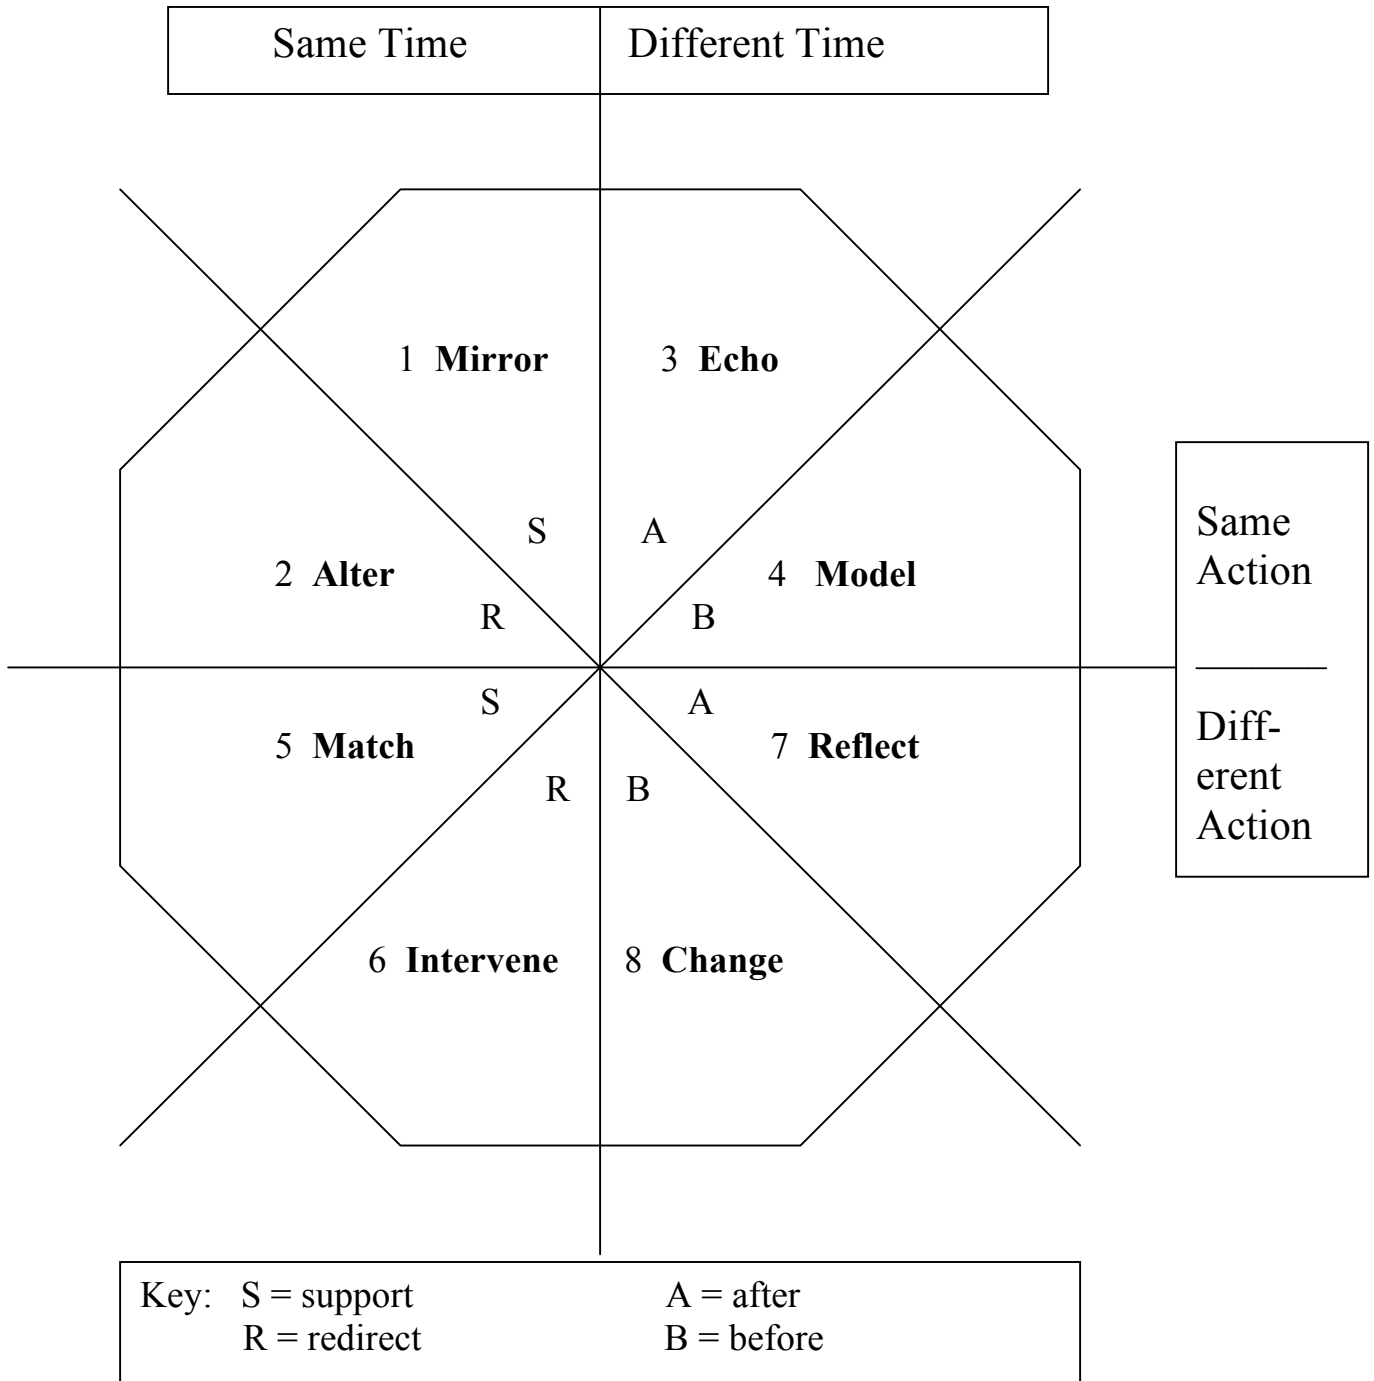 Same Time
Different Time
1 Mirror
3 Echo
S
A
2 Alter
4 Model
R
B
Same
Action
Diff-
erent
Action
S
A
5 Match
7 Reflect
R
B
6 Intervene
8 Change
Key: S = support
A = after
R = redirect
B = before